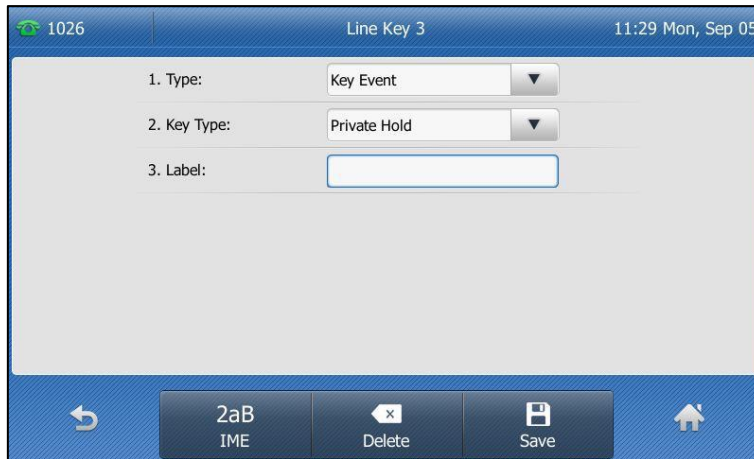 1026 Line Key 3 11:29 Mon, Sep 05
1. Type: Key Event
2. Key Type: Private Hold
3. Label:
2aB
IME Delete Save